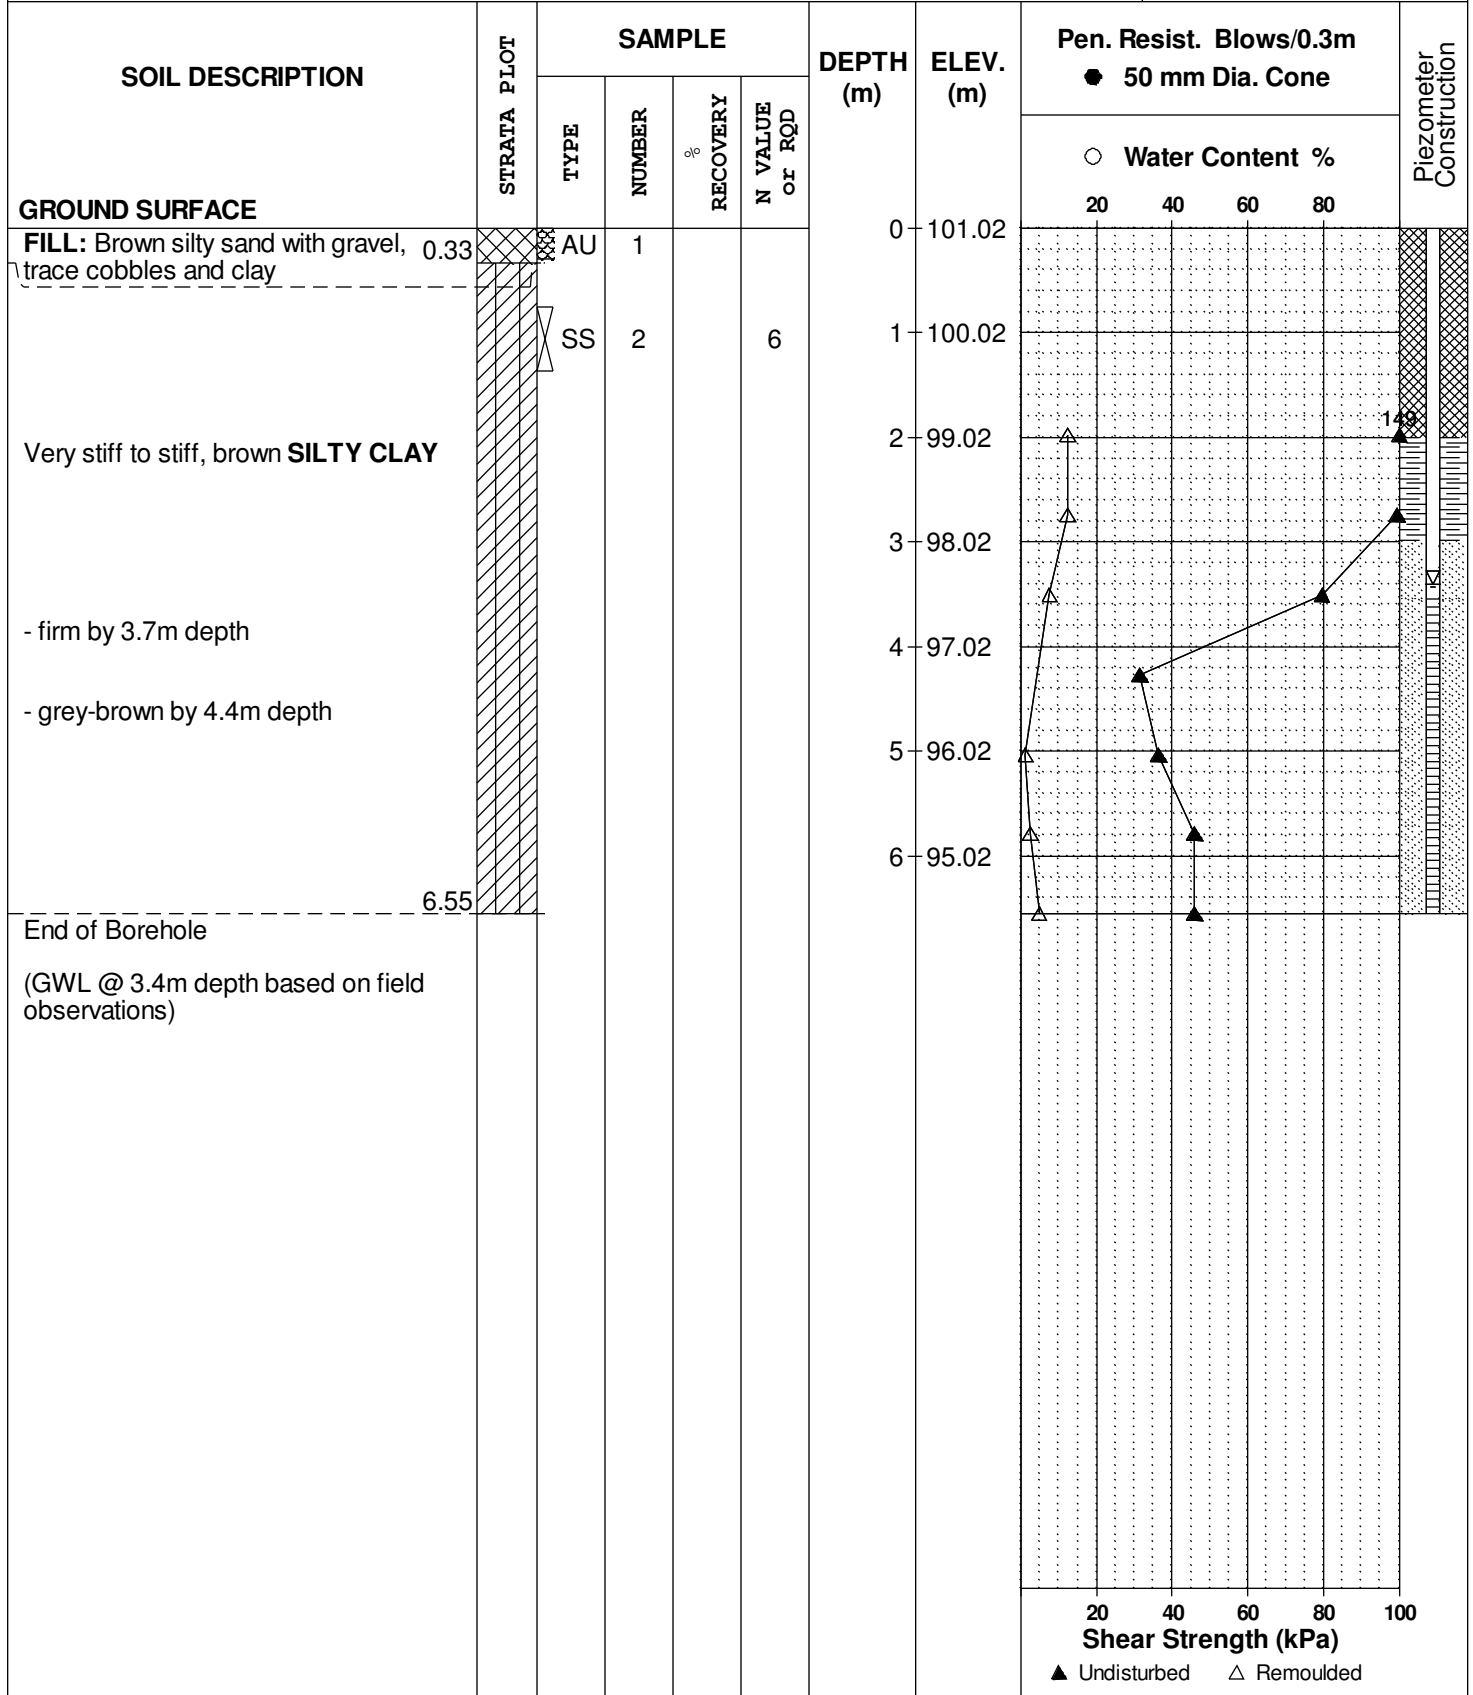 SOIL DESCRIPTION
STRATA PLOT
SAMPLE
TYPE
NUMBER
%
RECOVERY
N VALUE
or RQD
DEPTH
(m)
ELEV.
(m)
Pen. Resist. Blows/0.3m
● 50 mm Dia. Cone
○ Water Content %
20 40 60 80
Piezometer
Construction
GROUND SURFACE
0 101.02
FILL: Brown silty sand with gravel,
trace cobbles and clay
0.33
AU 1
SS 2 6
1 100.02
149
2 99.02
Very stiff to stiff, brown SILTY CLAY
3 98.02
- firm by 3.7m depth
4 97.02
- grey-brown by 4.4m depth
5 96.02
6 95.02
6.55
End of Borehole
(GWL @ 3.4m depth based on field
observations)
20 40 60 80 100
Shear Strength (kPa)
▲ Undisturbed △ Remoulded